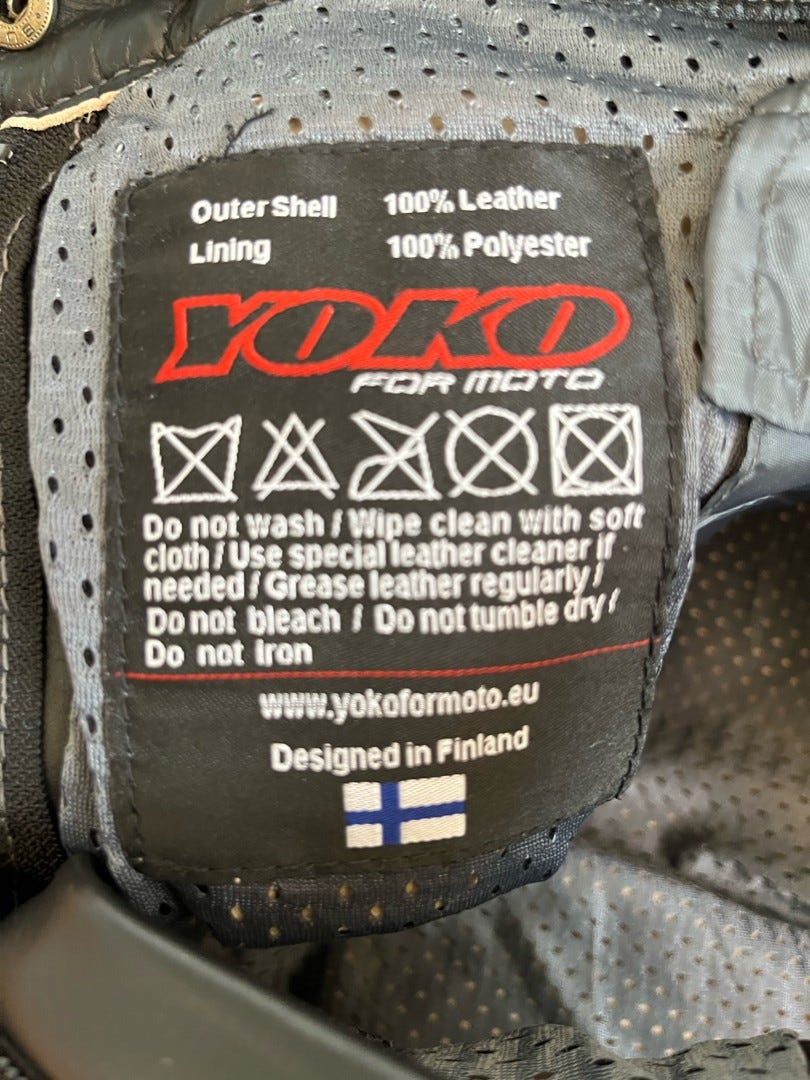 Outer Shell 100% Leather
Lining 100% Polyester
YOKO
FOR MOTO
Do not wash / Wipe clean with soft
cloth / Use special leather cleaner if
needed / Grease leather regularly /
Do not bleach / Do not tumble dry /
Do not iron
www.yokoformoto.eu
Designed in Finland